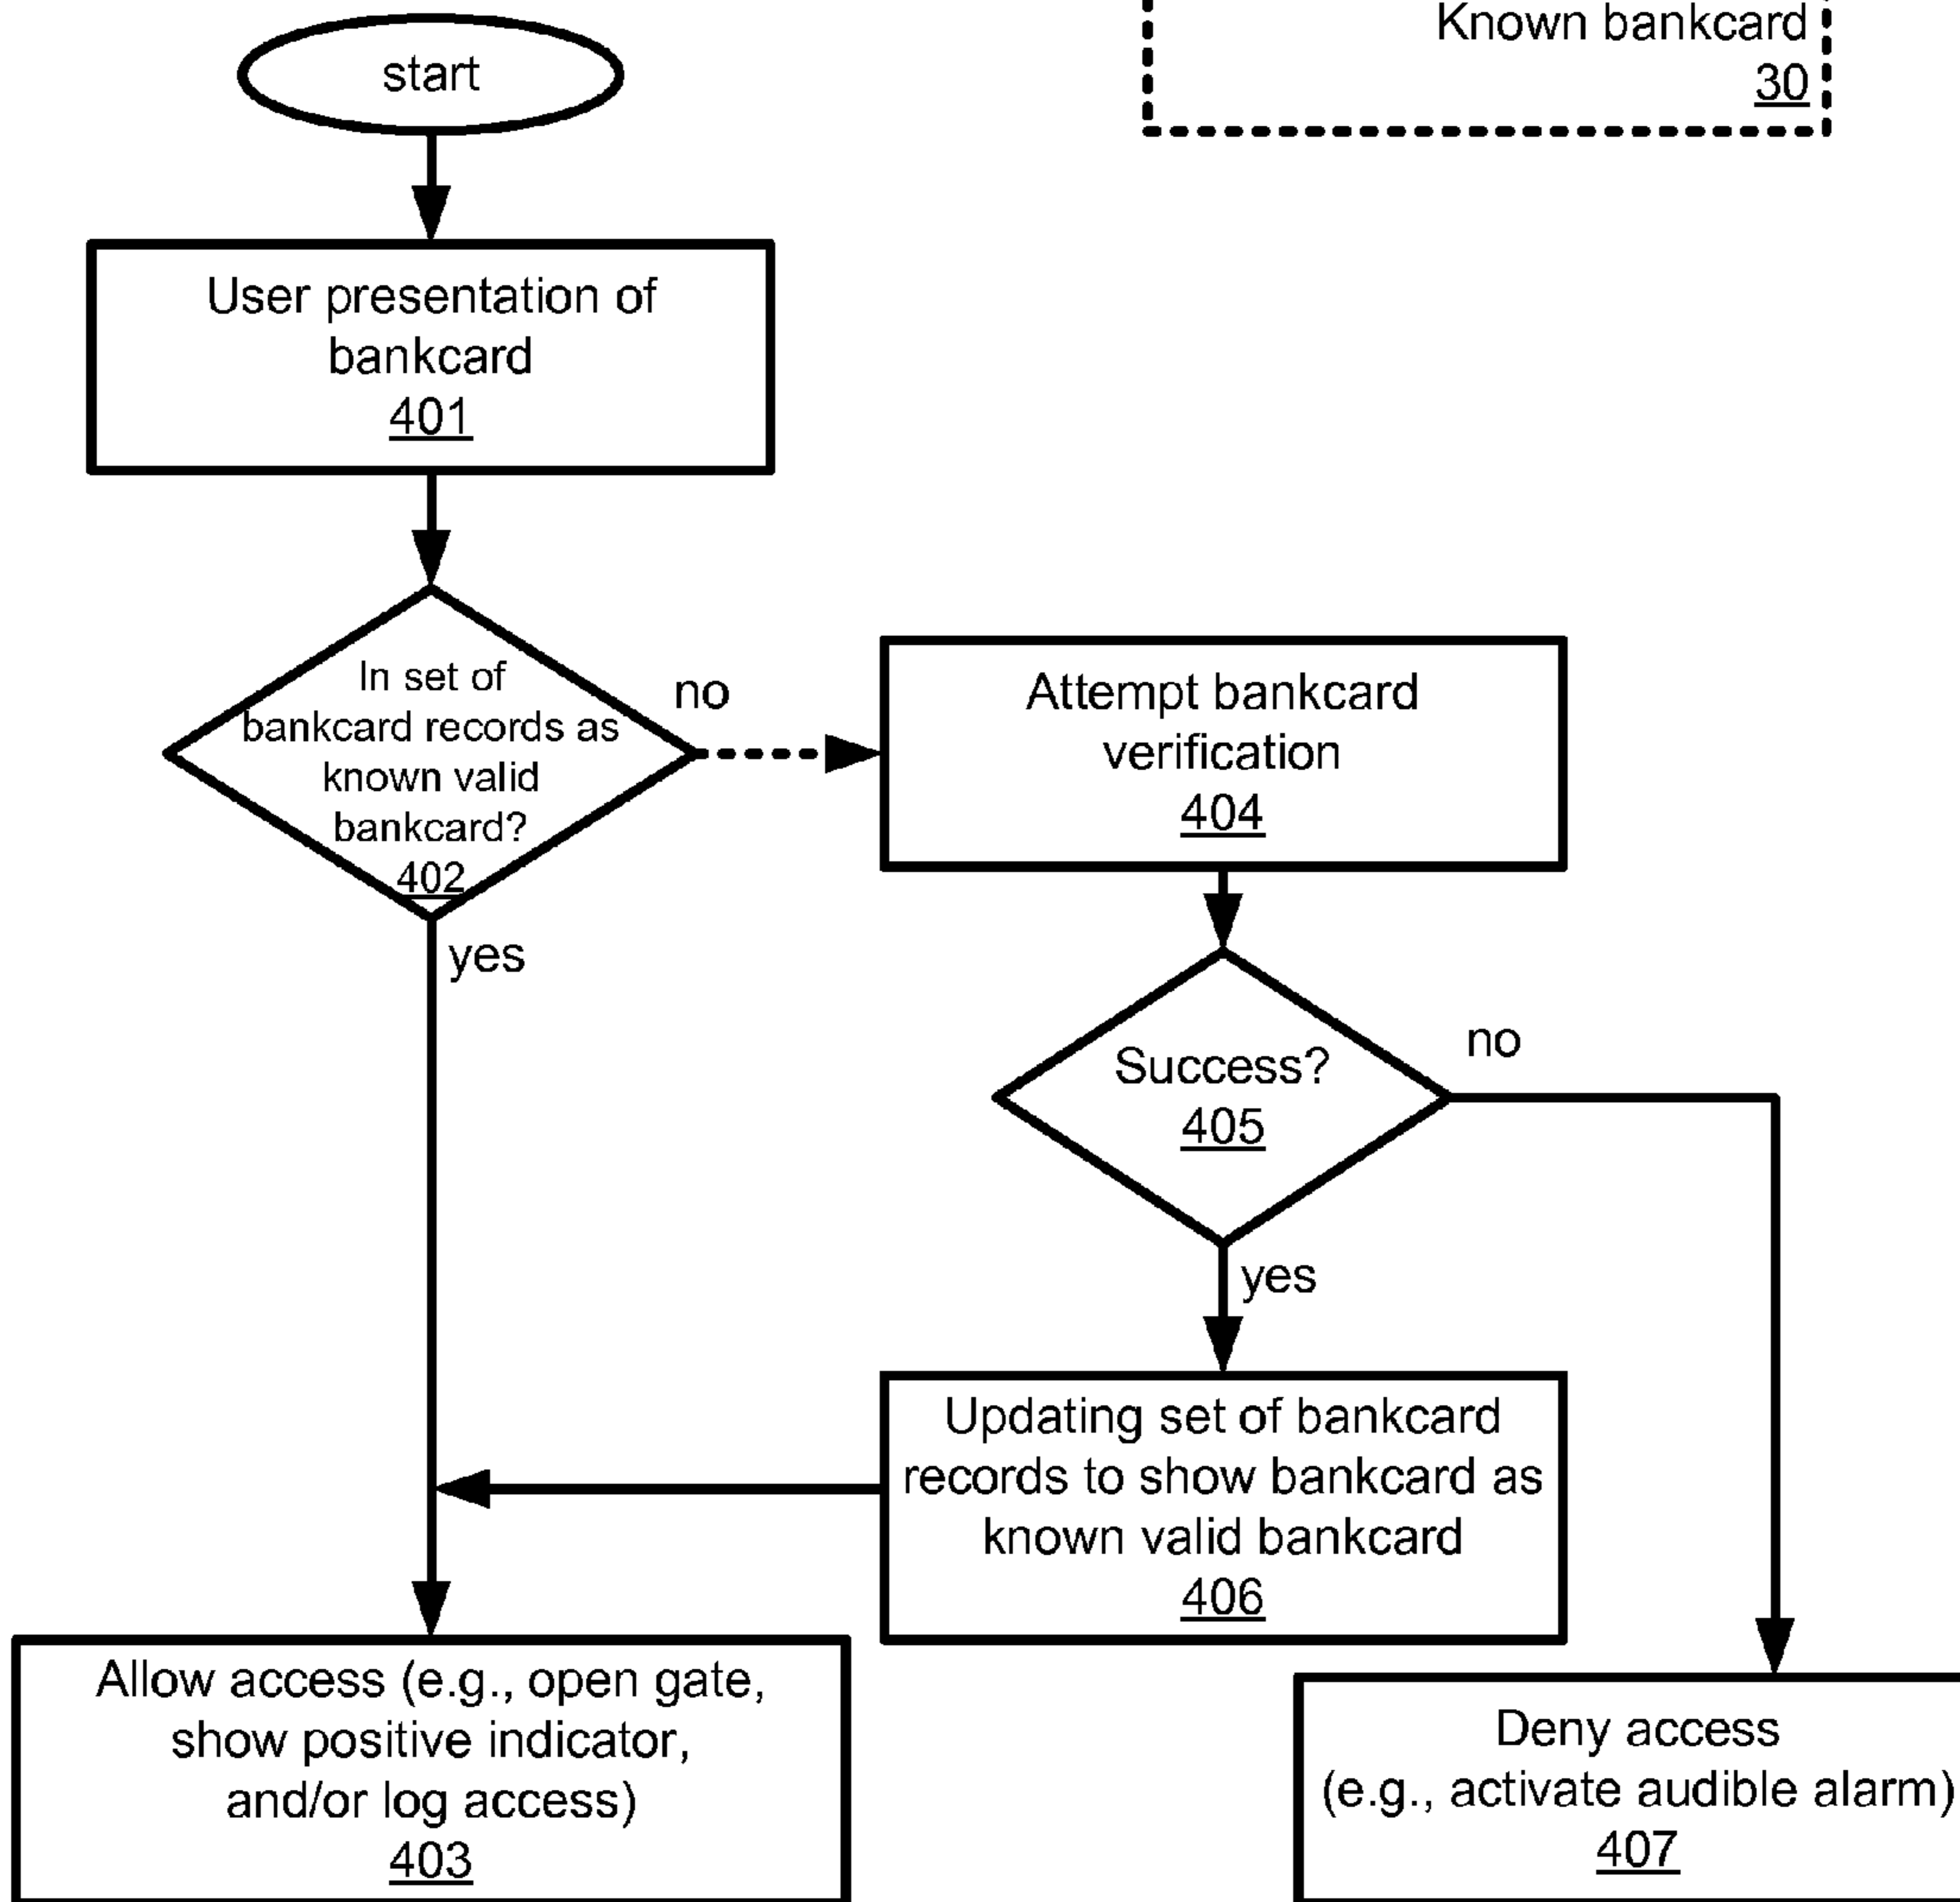 Known bankcard
30
start
User presentation of
bankcard
401
In set of
bankcard records as
known valid
bankcard?
402
no
yes
Attempt bankcard
verification
404
Success?
405
no
yes
Updating set of bankcard
records to show bankcard as
known valid bankcard
406
Allow access (e.g., open gate,
show positive indicator,
and/or log access)
403
Deny access
(e.g., activate audible alarm)
407